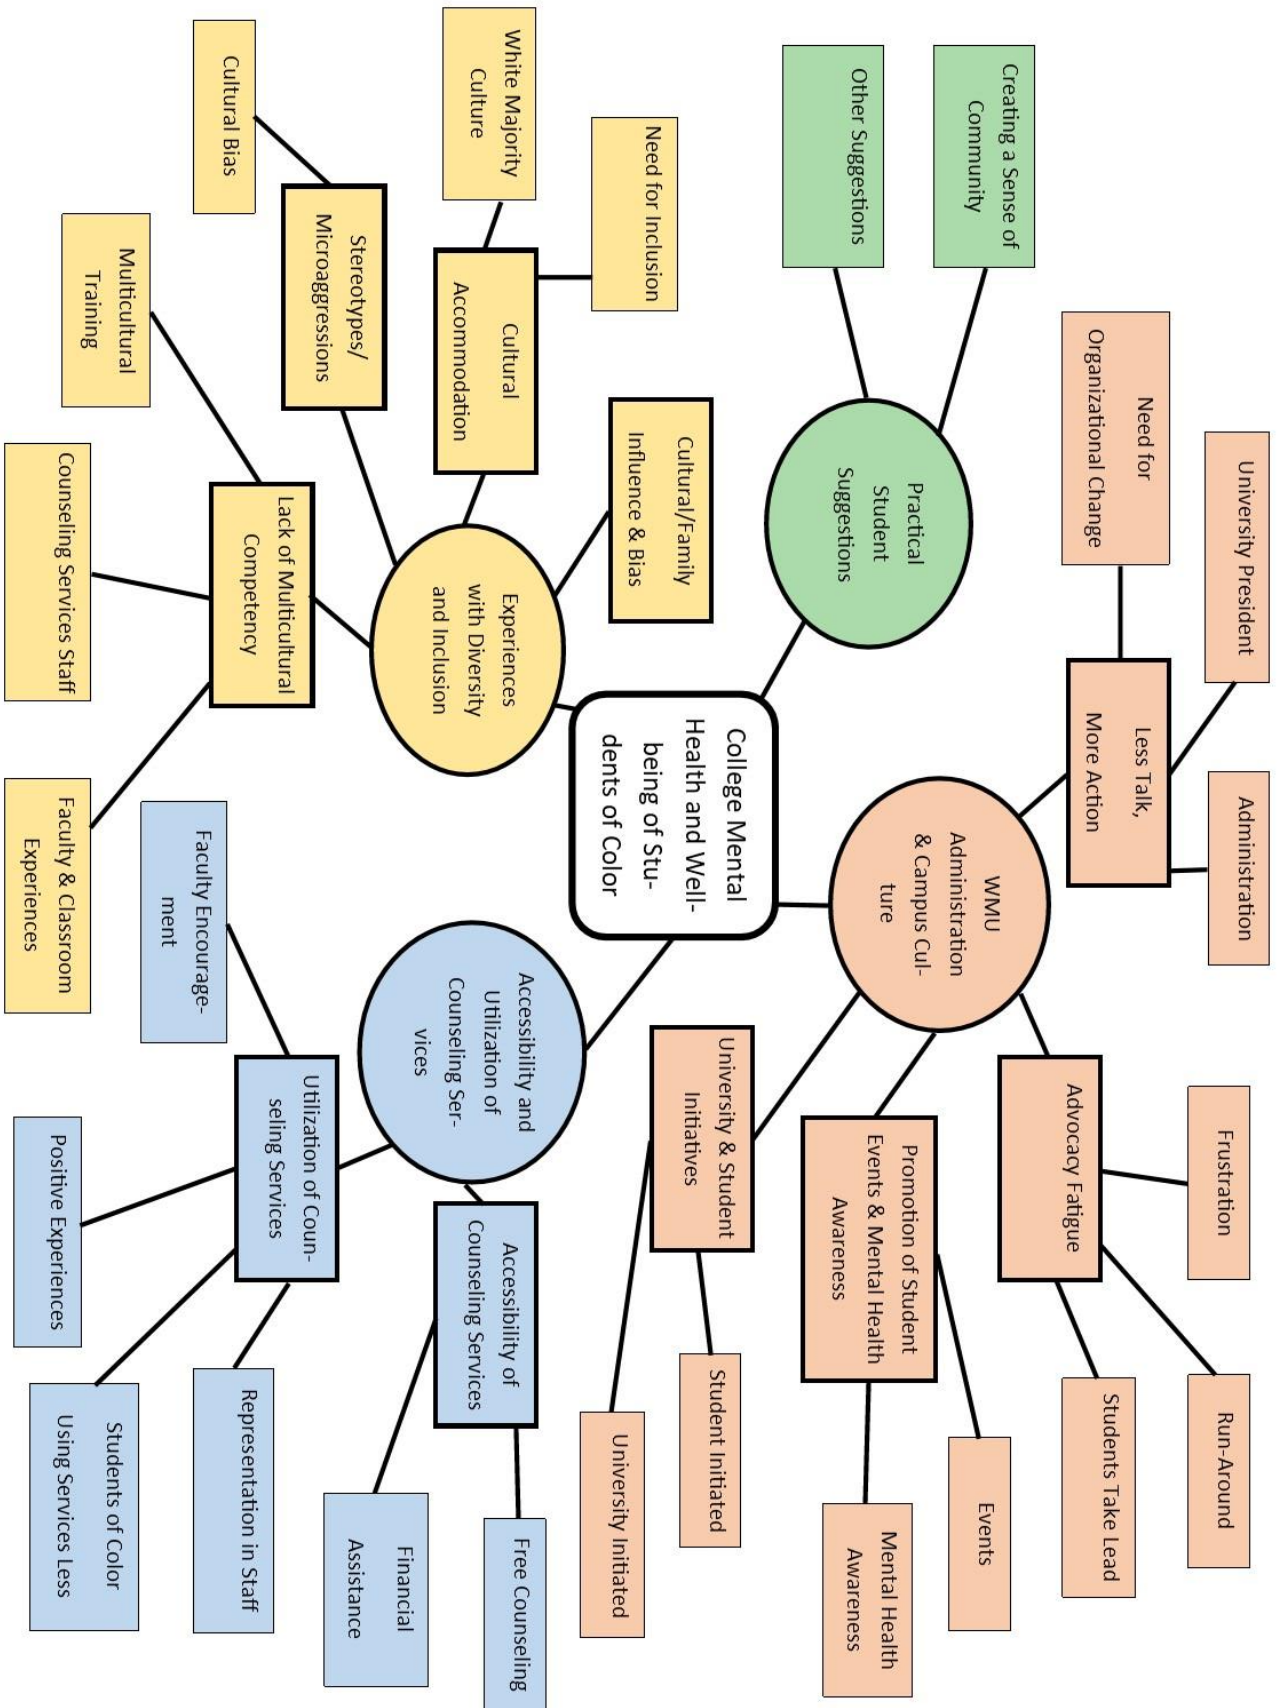 University President
Administration
Frustration
Run-Around
Need for
Organizational Change
Less Talk,
More Action
Advocacy Fatigue
Students Take Lead
Creating a Sense of
Community
Events
WMU
Administration
& Campus Cul-
ture
Practical
Student
Suggestions
Other Suggestions
Promotion of Student
Events & Mental Health
Awareness
Mental Health
Awareness
University & Student
Initiatives
Student Initiated
College Mental
Health and Well-
being of Stu-
dents of Color
Cultural/Family
Influence & Bias
Need for Inclusion
University Initiated
White Majority
Culture
Cultural
Accommodation
Experiences
with Diversity
and Inclusion
Accessibility and
Utilization of
Counseling Ser-
vices
Accessibility of
Counseling Services
Free Counseling
Financial
Assistance
Stereotypes/
Microaggressions
Cultural Bias
Lack of Multicultural
Competency
Utilization of Coun-
seling Services
Representation in Staff
Multicultural
Training
Faculty Encourage-
ment
Counseling Services Staff
Faculty & Classroom
Experiences
Positive Experiences
Students of Color
Using Services Less